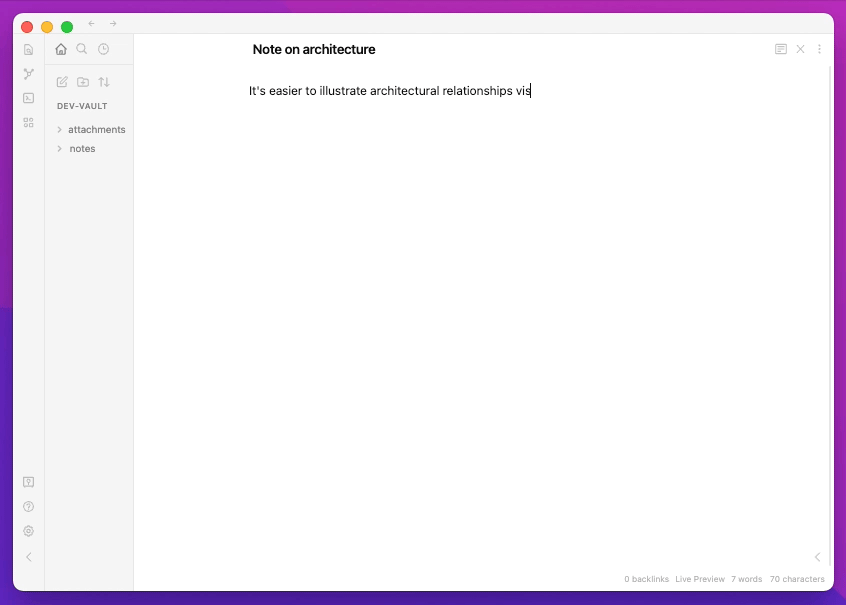 Note on architecture
It's easier to illustrate architectural relationships vis
DEV-VAULT
attachments
notes
0 backlinks Live Preview 7 words 70 characters